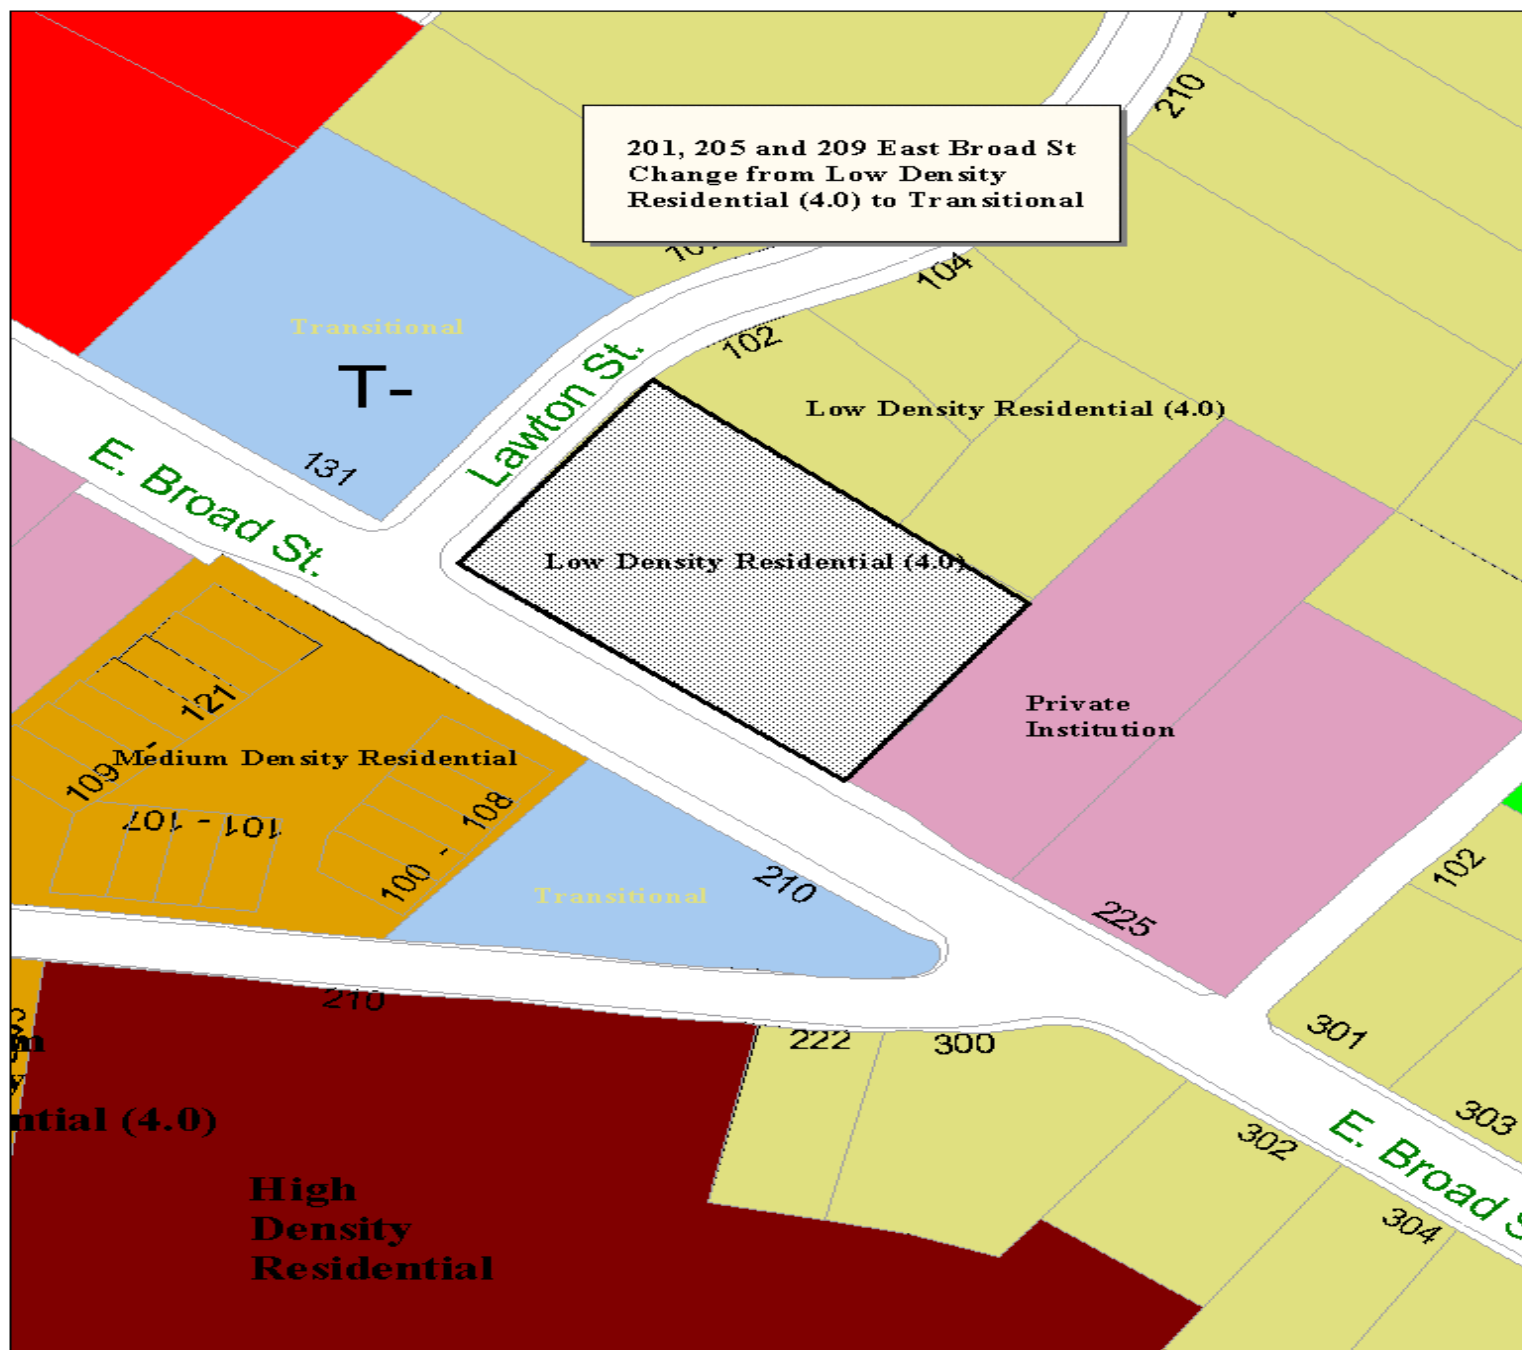 210
201, 205 and 209 East Broad St
Change from Low Density
Residential (4.0) to Transitional
104
102
Transitional
T-
Lawton St.
Low Density Residential (4.0)
131
E. Broad St.
Low Density Residential (4.0)
121
Private
Institution
Medium Density Residential
109
101 - 107
100 - 108
Transitional
210
102
225
210
222
300
301
303
302
304
E. Broad S
ntial (4.0)
High
Density
Residential